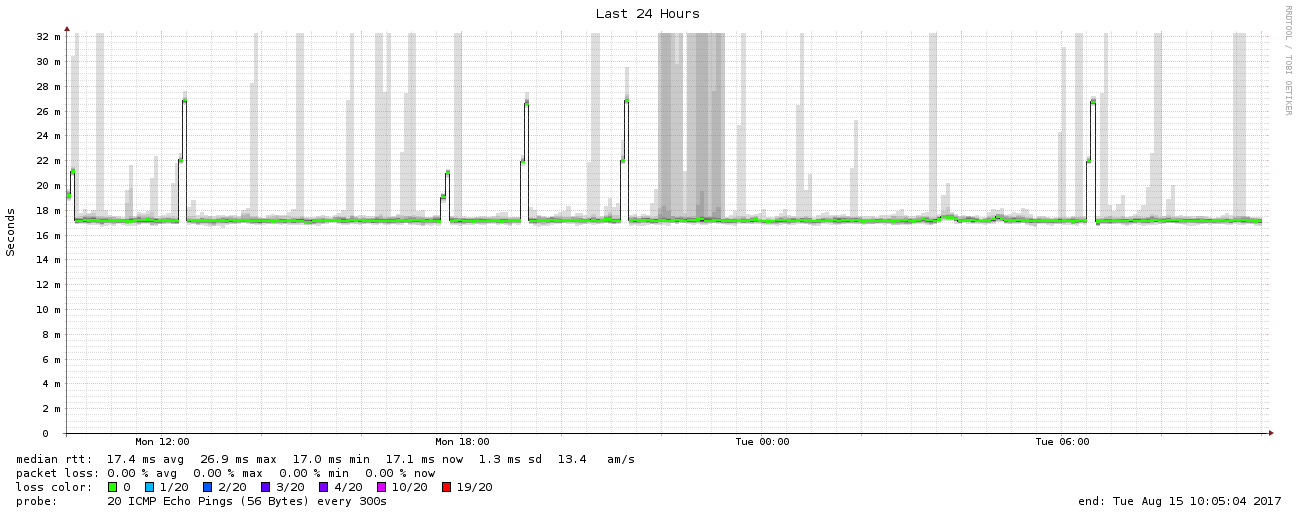 Last 24 Hours
RRDTOOL / TOBI OETIKER
Seconds
32 m
30 m
28 m
26 m
24 m
22 m
20 m
18 m
16 m
14 m
12 m
10 m
8 m
6 m
4 m
2 m
0
Mon 12:00 Mon 18:00 Tue 00:00 Tue 06:00
median rtt: 17.4 ms avg 26.9 ms max 17.0 ms min 17.1 ms now 1.3 ms sd 13.4 am/s
packet loss: 0.00 % avg 0.00 % max 0.00 % min 0.00 % now
loss color: 0 1/20 2/20 3/20 4/20 10/20 19/20
probe: 20 ICMP Echo Pings (56 Bytes) every 300s end: Tue Aug 15 10:05:04 2017